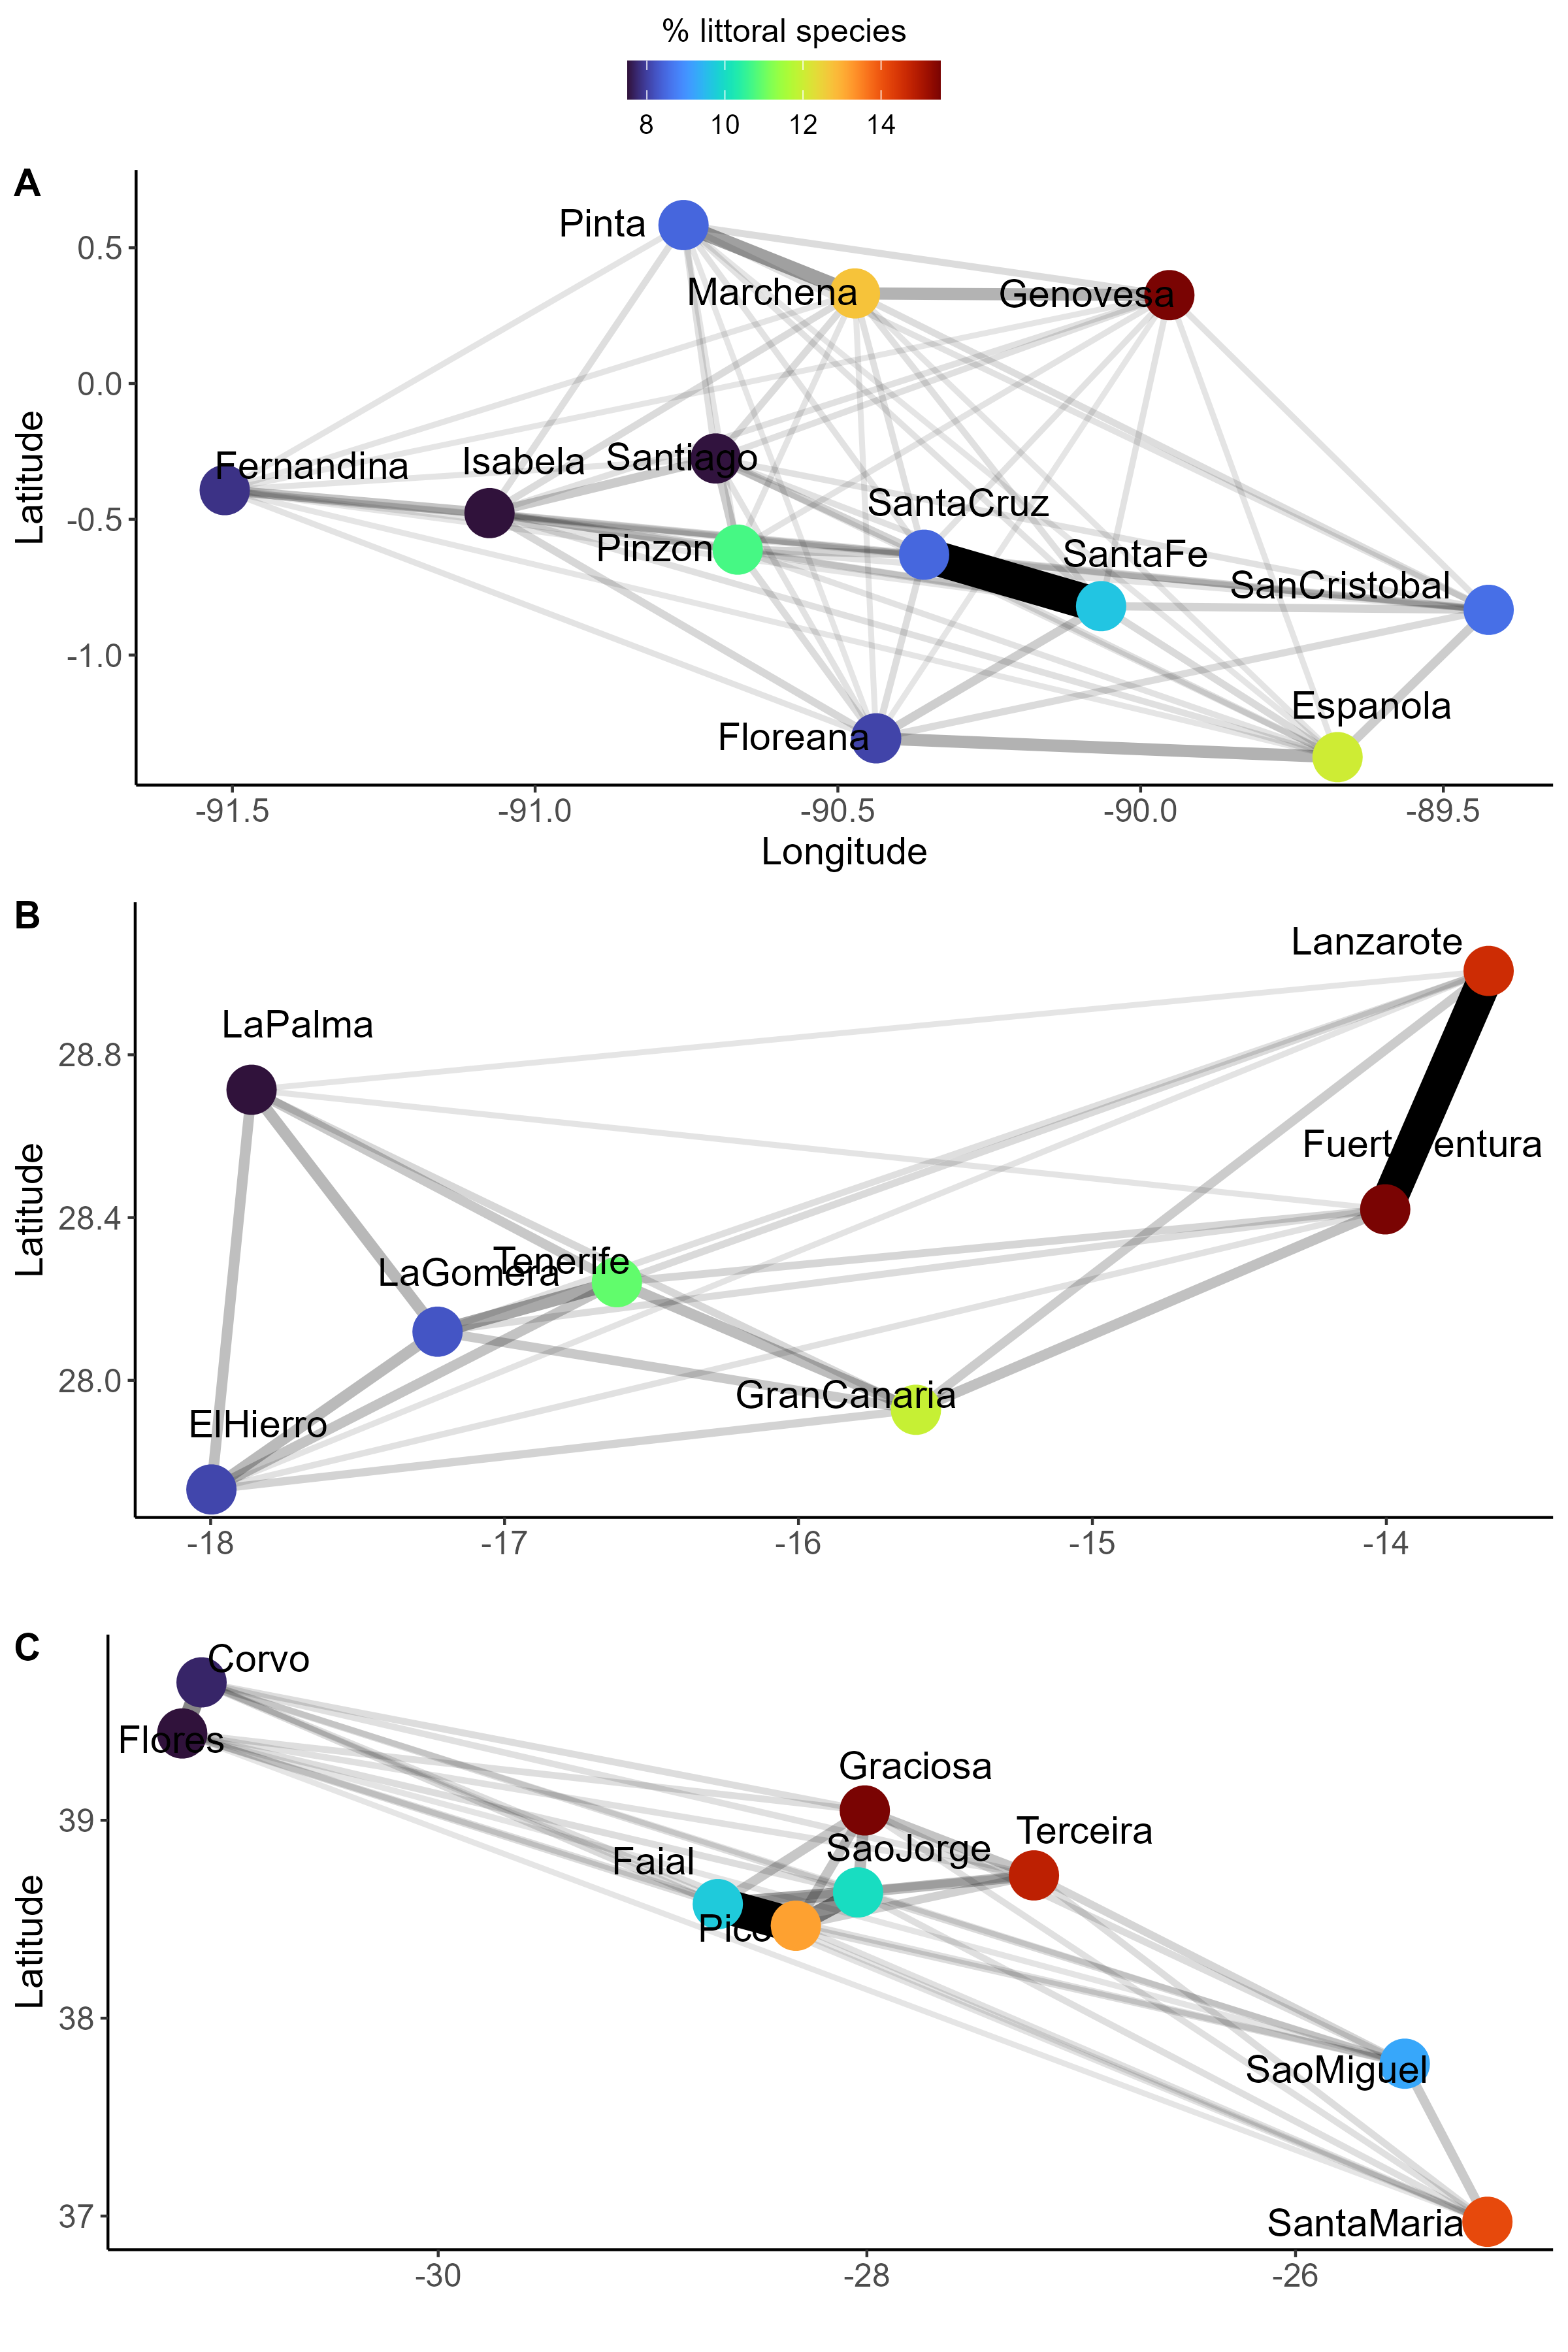 % littoral species
8 10 12 14
A
Pinta
0.5
Marchena
Genovesa
0.0
Latitude
Fernandina
Isabela
Santiago
SantaCruz
-0.5
Pinzon
SantaFe
SanCristobal
-1.0
Espanola
Floreana
-91.5 -91.0 -90.5 -90.0 -89.5
Longitude
B
Lanzarote
LaPalma
28.8
Fuerteventura
Latitude
28.4
Tenerife
LaGomera
28.0
GranCanaria
ElHierro
-18 -17 -16 -15 -14
C
Corvo
Flores
Graciosa
39
Terceira
SaoJorge
Faial
Pico
Latitude
38
SaoMiguel
37
SantaMaria
-30 -28 -26